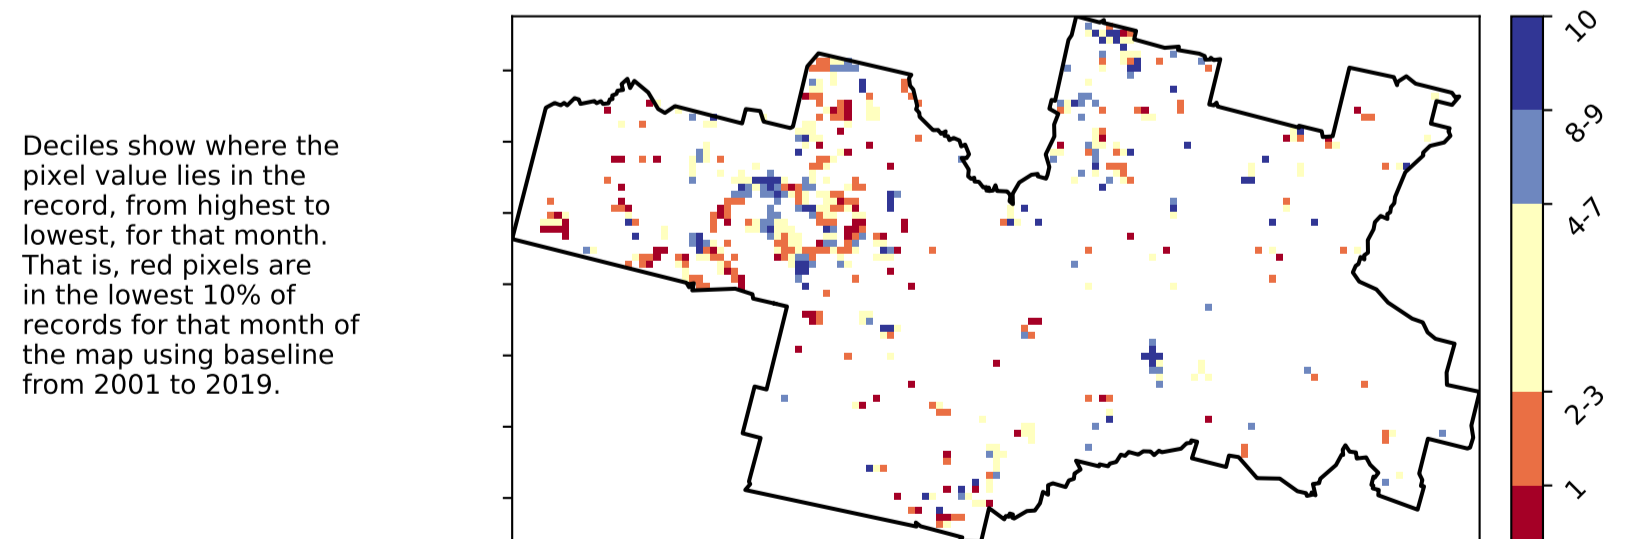 Deciles show where the
pixel value lies in the
record, from highest to
lowest, for that month.
That is, red pixels are
in the lowest 10% of
records for that month of
the map using baseline
from 2001 to 2019.
10
8-9
4-7
2-3
1